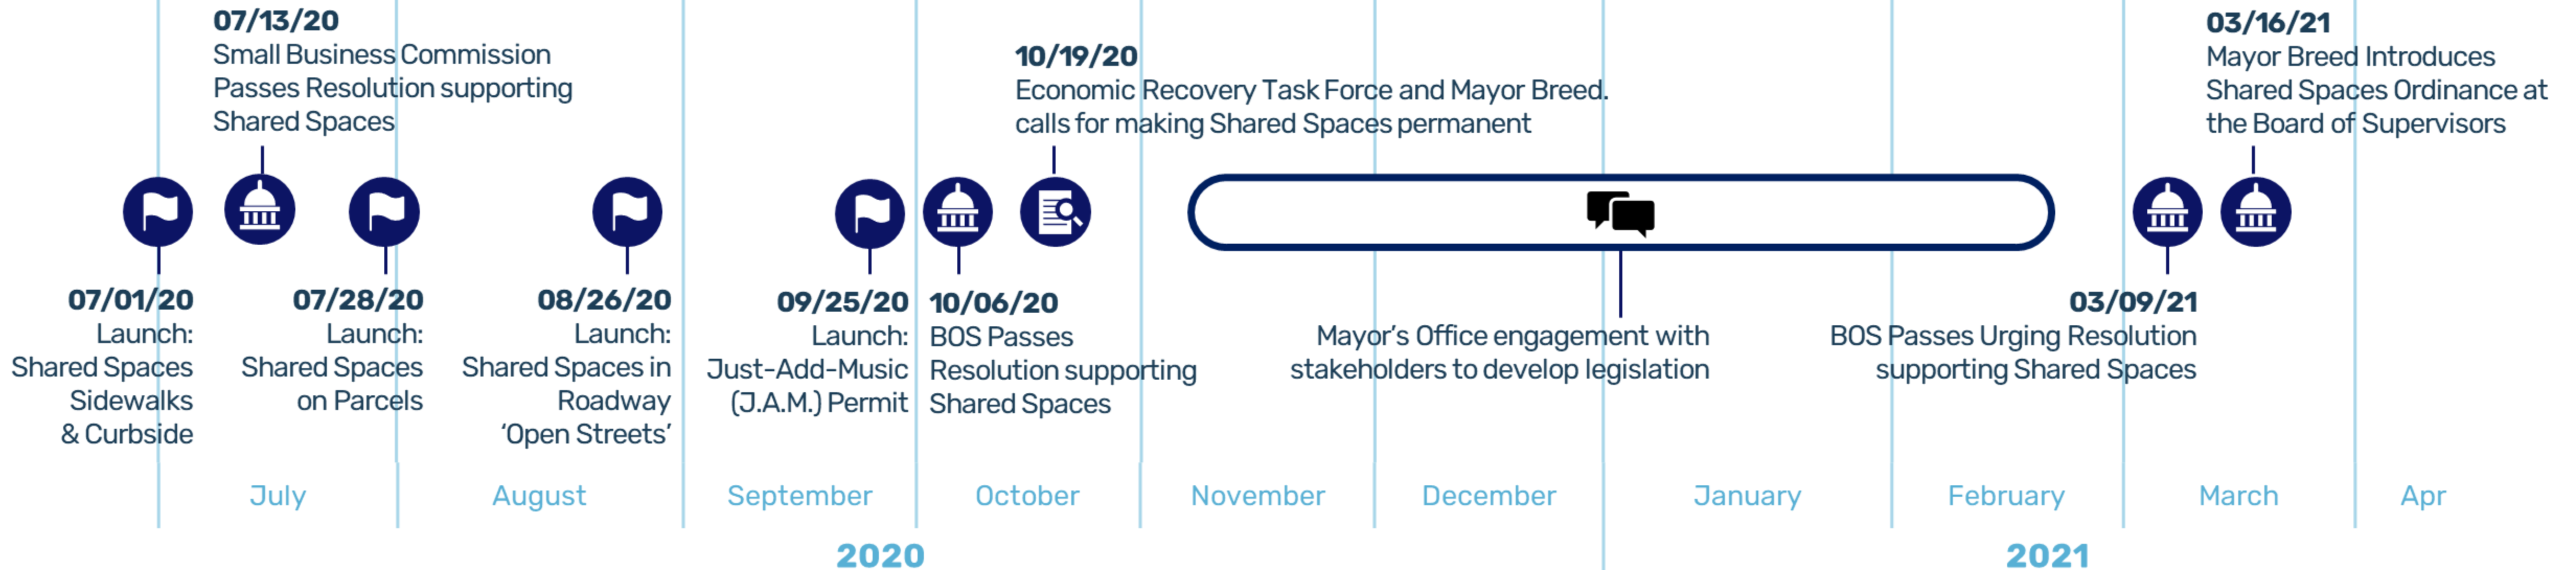 07/13/20
Small Business Commission
Passes Resolution supporting
Shared Spaces
10/19/20
Economic Recovery Task Force and Mayor Breed.
calls for making Shared Spaces permanent
03/16/21
Mayor Breed Introduces
Shared Spaces Ordinance at
the Board of Supervisors
07/01/20
Launch:
Shared Spaces
Sidewalks
& Curbside
07/28/20
Launch:
Shared Spaces
on Parcels
08/26/20
Launch:
Shared Spaces in
Roadway
‘Open Streets’
09/25/20
Launch:
Just-Add-Music
(J.A.M.) Permit
10/06/20
BOS Passes
Resolution supporting
Shared Spaces
Mayor’s Office engagement with
stakeholders to develop legislation
03/09/21
BOS Passes Urging Resolution
supporting Shared Spaces
July August September October November December January February March Apr
2020 2021